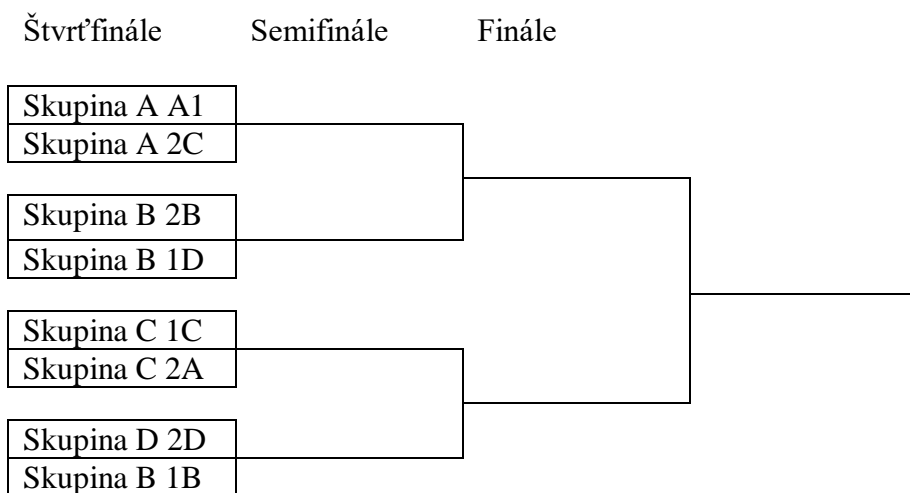 Štvrťfinále Semifinále Finále
Skupina A A1
Skupina A 2C
Skupina B 2B
Skupina B 1D
Skupina C 1C
Skupina C 2A
Skupina D 2D
Skupina B 1B